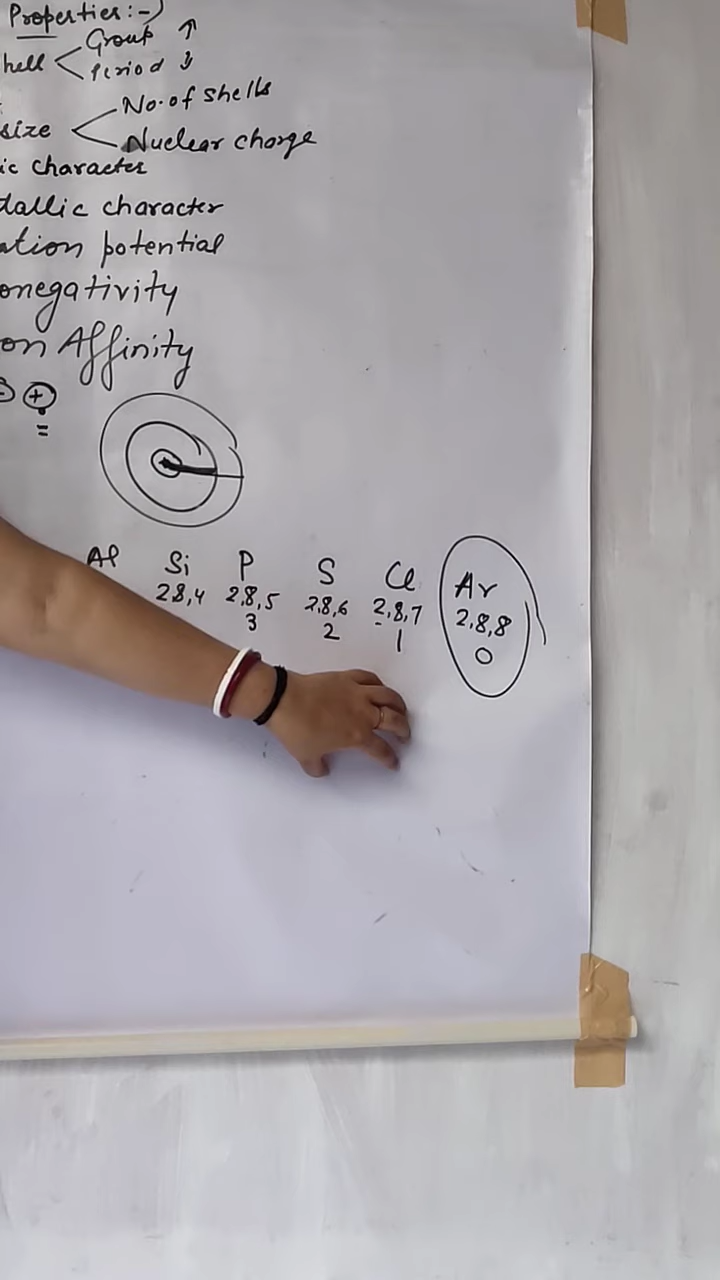 Properties:-
hell Group ↑
Period ↓
size No. of shells
Nuclear charge
ic character
tallic character
ation potential
onegativity
on Affinity
- +
=
Al Si P S Cl Ar
2,8,4 2,8,5 2,8,6 2,8,7 2,8,8
3 2 1 0